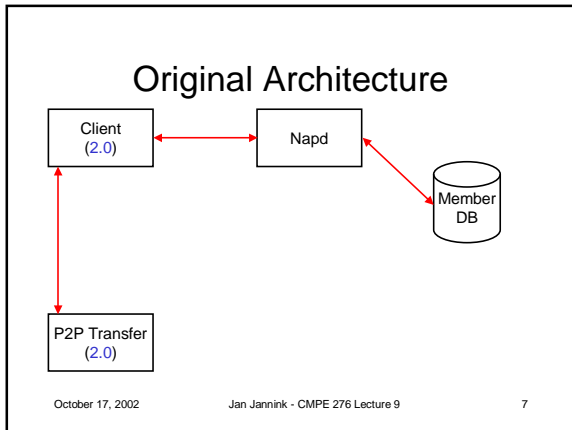 Original Architecture
Client
(2.0)
Napd
Member
DB
P2P Transfer
(2.0)
October 17, 2002
Jan Jannink - CMPE 276 Lecture 9
7